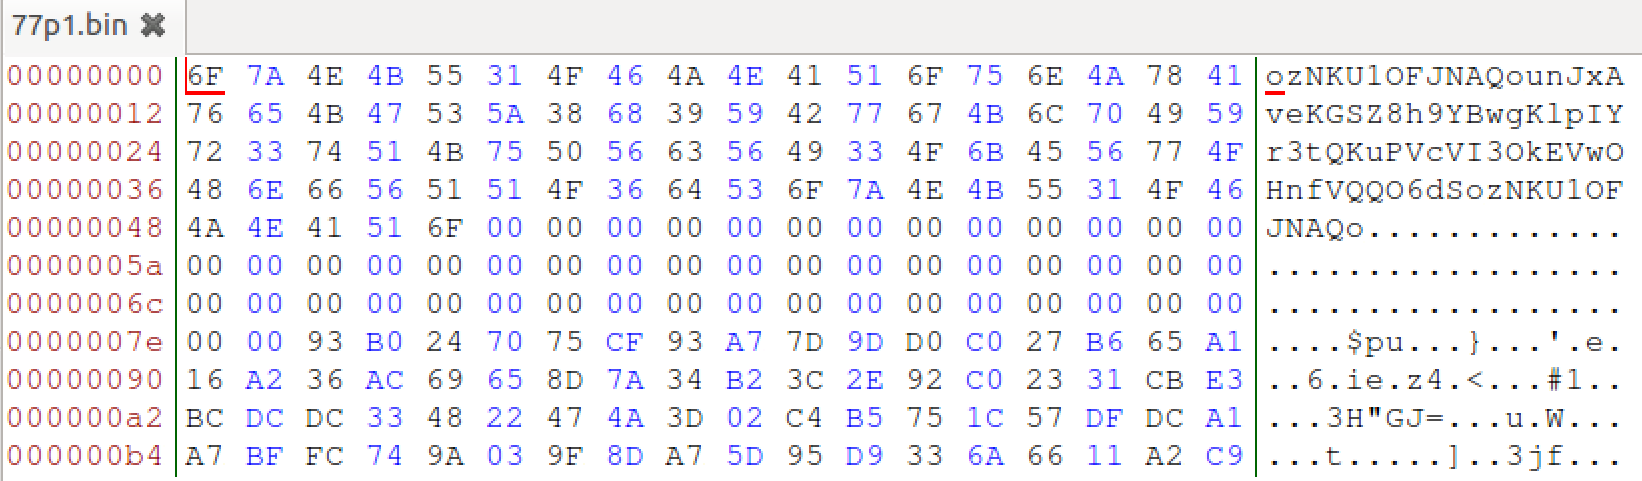 77p1.bin ✖
00000000 6F 7A 4E 4B 55 31 4F 46 4A 4E 41 51 6F 75 6E 4A 78 41 ozNKU1OFJNAQounJxA
00000012 76 65 4B 47 53 5A 38 68 39 59 42 77 67 4B 6C 70 49 59 veKGSZ8h9YBwgKlpIY
00000024 72 33 74 51 4B 75 50 56 63 56 49 33 4F 6B 45 56 77 4F r3tQKuPVcVI3OkEVwO
00000036 48 6E 66 56 51 51 4F 36 64 53 6F 7A 4E 4B 55 31 4F 46 HnfVQQO6dSozNKU1OF
00000048 4A 4E 41 51 6F 00 00 00 00 00 00 00 00 00 00 00 00 00 JNAQo.............
0000005a 00 00 00 00 00 00 00 00 00 00 00 00 00 00 00 00 00 00 ..................
0000006c 00 00 00 00 00 00 00 00 00 00 00 00 00 00 00 00 00 00 ..................
0000007e 00 00 93 B0 24 70 75 CF 93 A7 7D 9D D0 C0 27 B6 65 A1 ....$pu...}...'.e.
00000090 16 A2 36 AC 69 65 8D 7A 34 B2 3C 2E 92 C0 23 31 CB E3 ..6.ie.z4.<...#1..
000000a2 BC DC DC 33 48 22 47 4A 3D 02 C4 B5 75 1C 57 DF DC A1 ...3H"GJ=...u.W...
000000b4 A7 BF FC 74 9A 03 9F 8D A7 5D 95 D9 33 6A 66 11 A2 C9 ...t.....]..3jf...